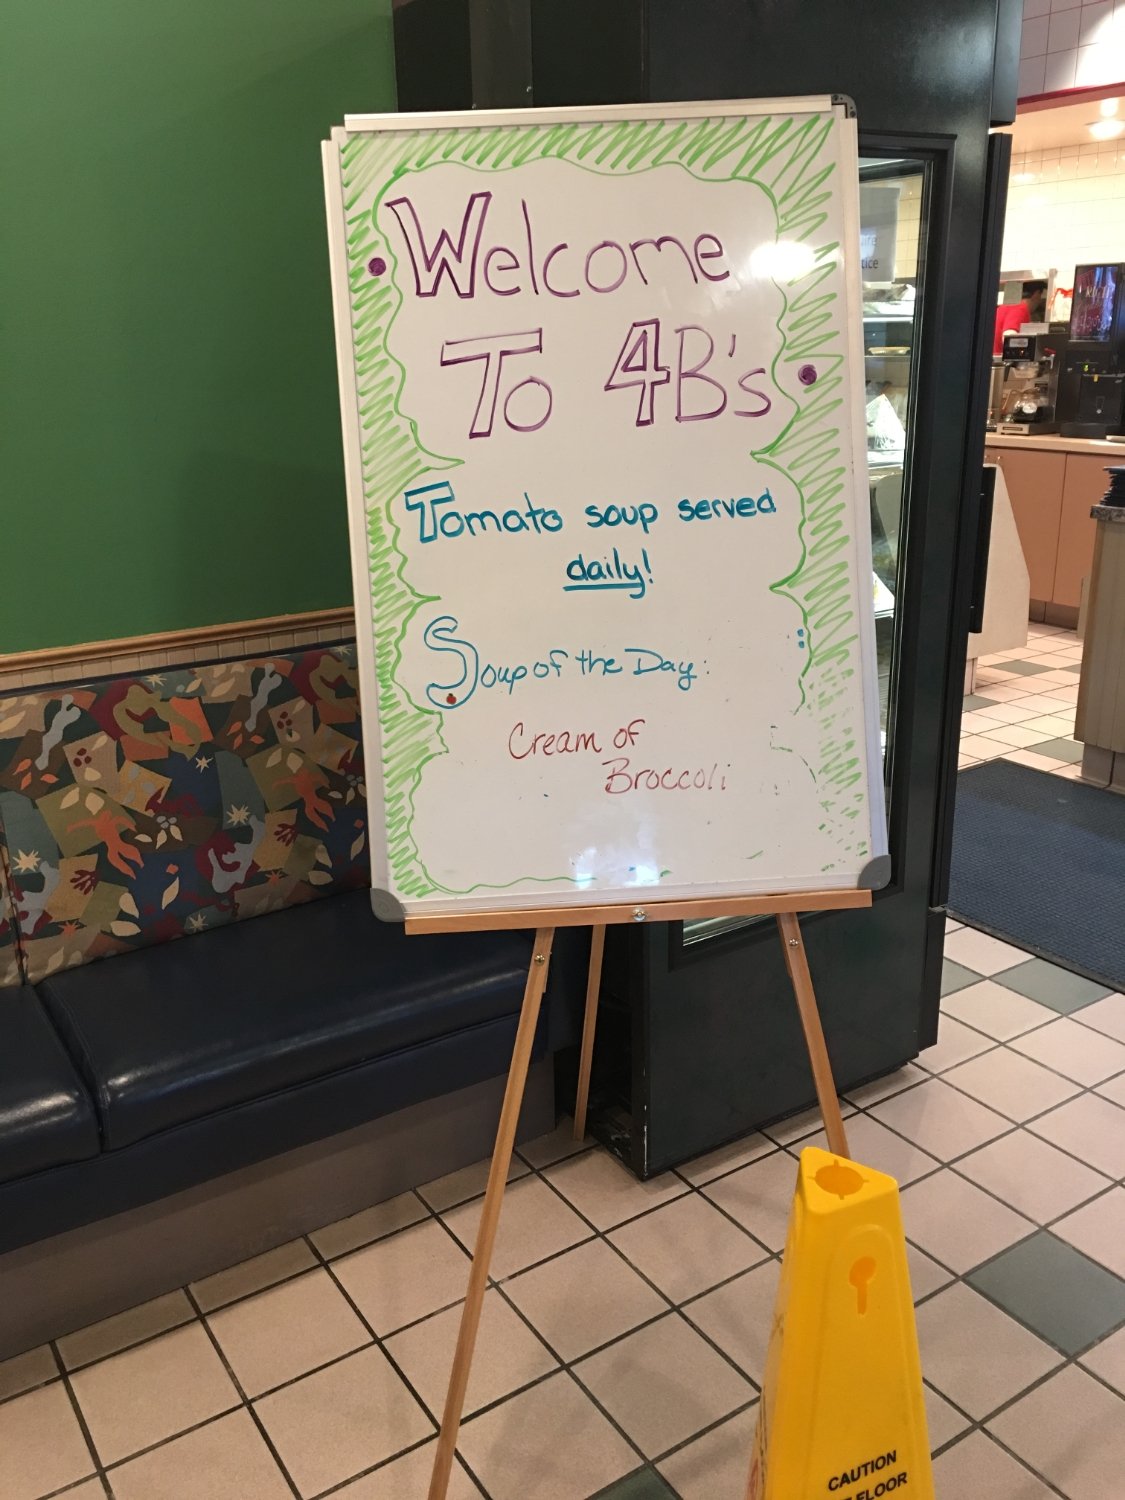 Welcome
To 4B's
Tomato soup served
daily!
Soup of the Day:
Cream of
Broccoli
CAUTION
FLOOR